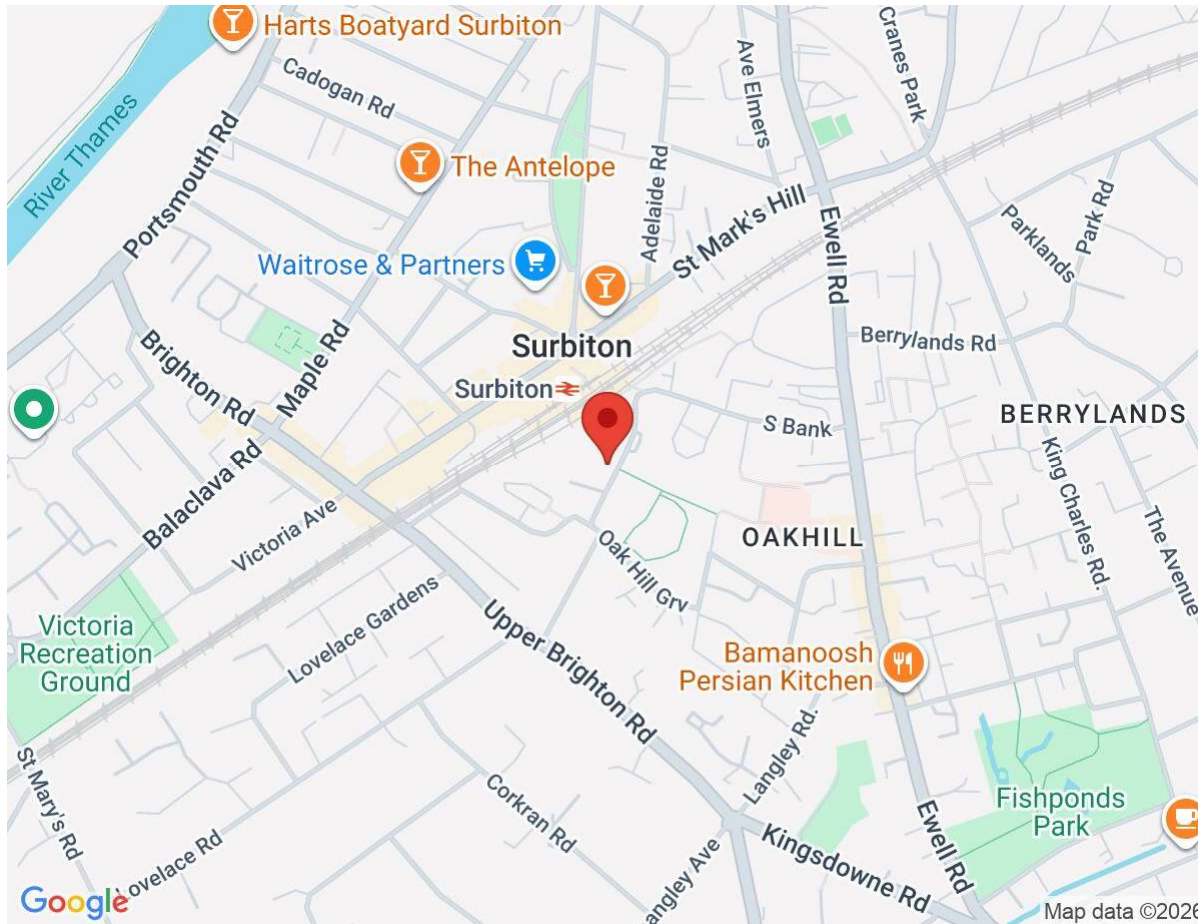 Harts Boatyard Surbiton
Cranes Park
Ave Elmers
Cadogan Rd
River Thames
Portsmouth Rd
The Antelope
Adelaide Rd
St Mark's Hill
Ewell Rd
Parklands
Park Rd
Waitrose & Partners
Surbiton
Berrylands Rd
Brighton Rd
Maple Rd
Surbiton
S Bank
BERRYLANDS
Balaclava Rd
Victoria Ave
King Charles Rd.
The Avenue
OAKHILL
Oak Hill Grv
Lovelace Gardens
Upper Brighton Rd
Victoria
Recreation
Ground
Bamanoosh
Persian Kitchen
Langley Rd.
St Mary's Rd
Corkran Rd
Fishponds
Park
Ewell Rd
Kingsdowne Rd
Lovelace Rd
Langley Ave
Google
Map data ©2026